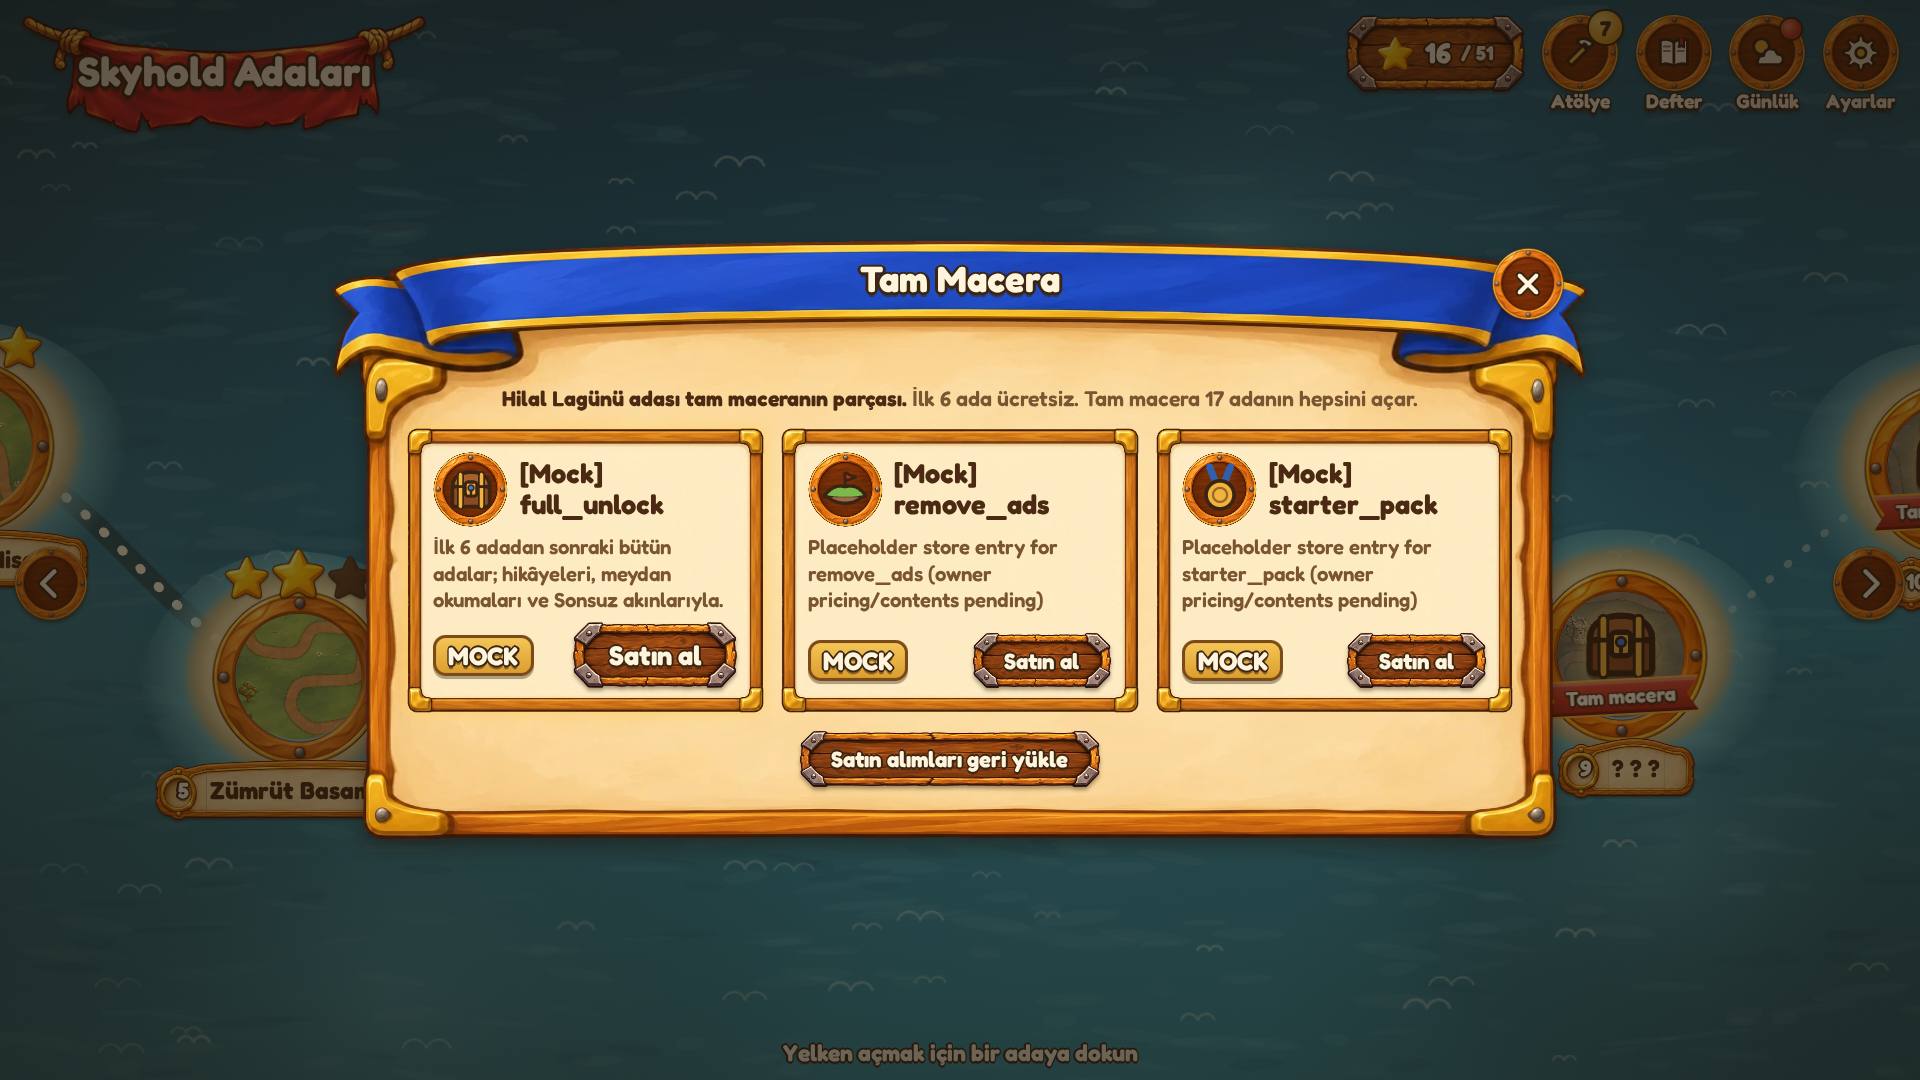 Skyhold Adaları
16 / 51
7
Atölye
Defter
Günlük
Ayarlar
Tam Macera
Hilal Lagünü adası tam maceranın parçası. İlk 6 ada ücretsiz. Tam macera 17 adanın hepsini açar.
[Mock]
full_unlock
İlk 6 adadan sonraki bütün
adalar; hikâyeleri, meydan
okumaları ve Sonsuz akınlarıyla.
MOCK
Satın al
[Mock]
remove_ads
Placeholder store entry for
remove_ads (owner
pricing/contents pending)
MOCK
Satın al
[Mock]
starter_pack
Placeholder store entry for
starter_pack (owner
pricing/contents pending)
MOCK
Satın al
Satın alımları geri yükle
5 Zümrüt Basam
Tam macera
9 ? ? ?
10
Yelken açmak için bir adaya dokun